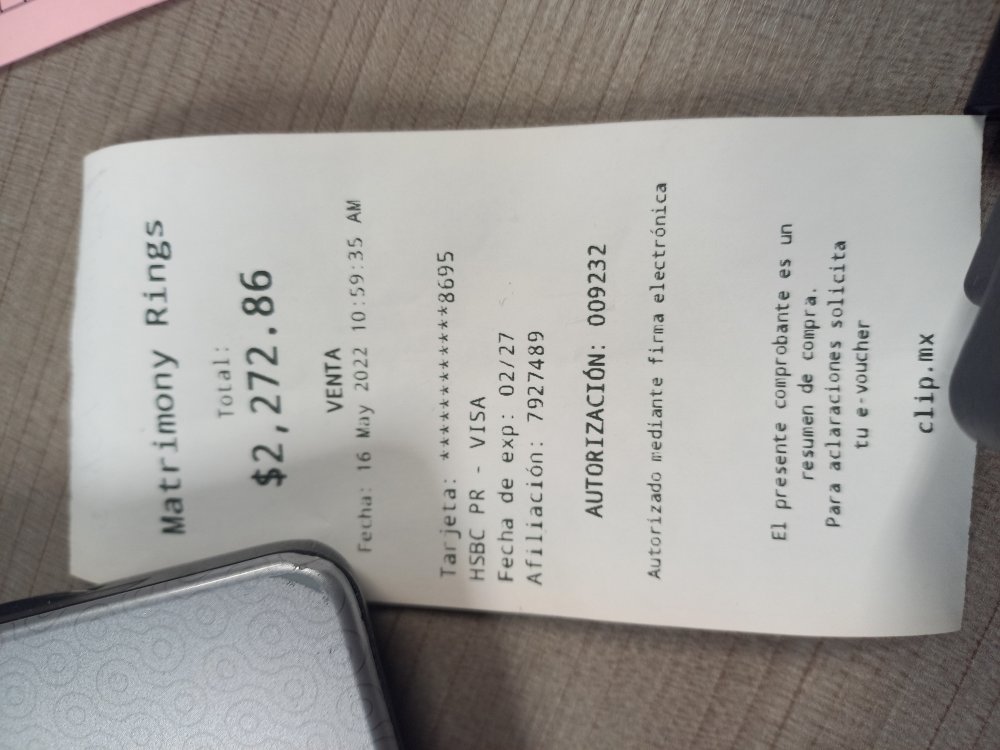 Matrimony Rings
Total:
$2,272.86
VENTA
Fecha: 16 May 2022 10:59:35 AM
Tarjeta: ************8695
HSBC PR - VISA
Fecha de exp: 02/27
Afiliación: 7927489
AUTORIZACIÓN: 009232
Autorizado mediante firma electrónica
El presente comprobante es un
resumen de compra.
Para aclaraciones solicita
tu e-voucher
clip.mx